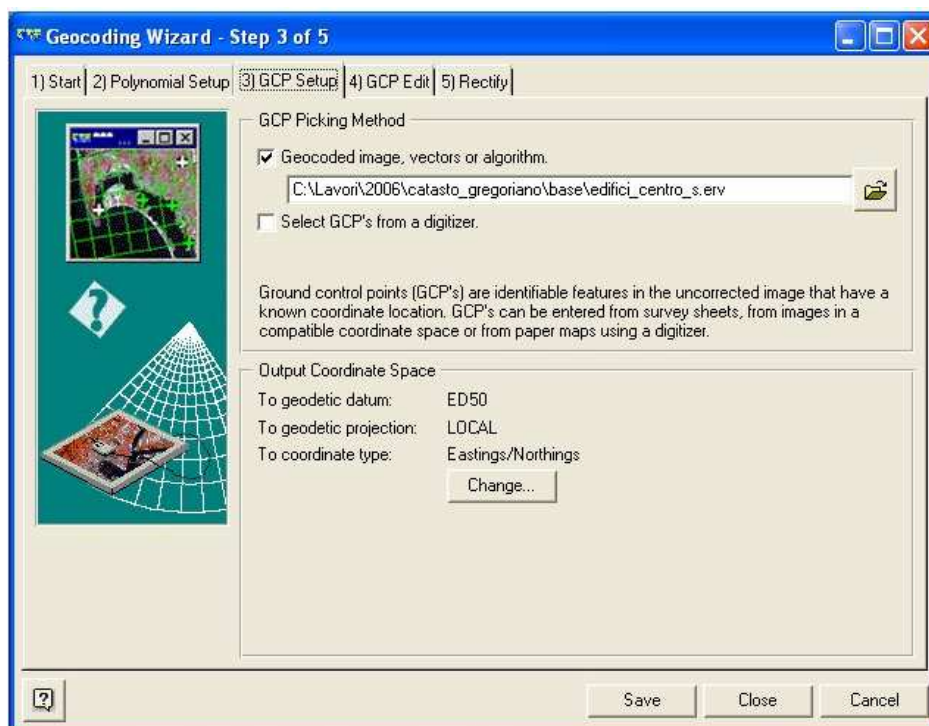 Geocoding Wizard - Step 3 of 5
1) Start 2) Polynomial Setup 3) GCP Setup 4) GCP Edit 5) Rectify
GCP Picking Method
Geocoded image, vectors or algorithm.
C:\Lavori\2006\catasto_gregoriano\base\edifici_centro_s.erv
Select GCP's from a digitizer.
Ground control points (GCP's) are identifiable features in the uncorrected image that have a
known coordinate location. GCP's can be entered from survey sheets, from images in a
compatible coordinate space or from paper maps using a digitizer.
Output Coordinate Space
To geodetic datum: ED50
To geodetic projection: LOCAL
To coordinate type: Eastings/Northings
Change...
Save Close Cancel